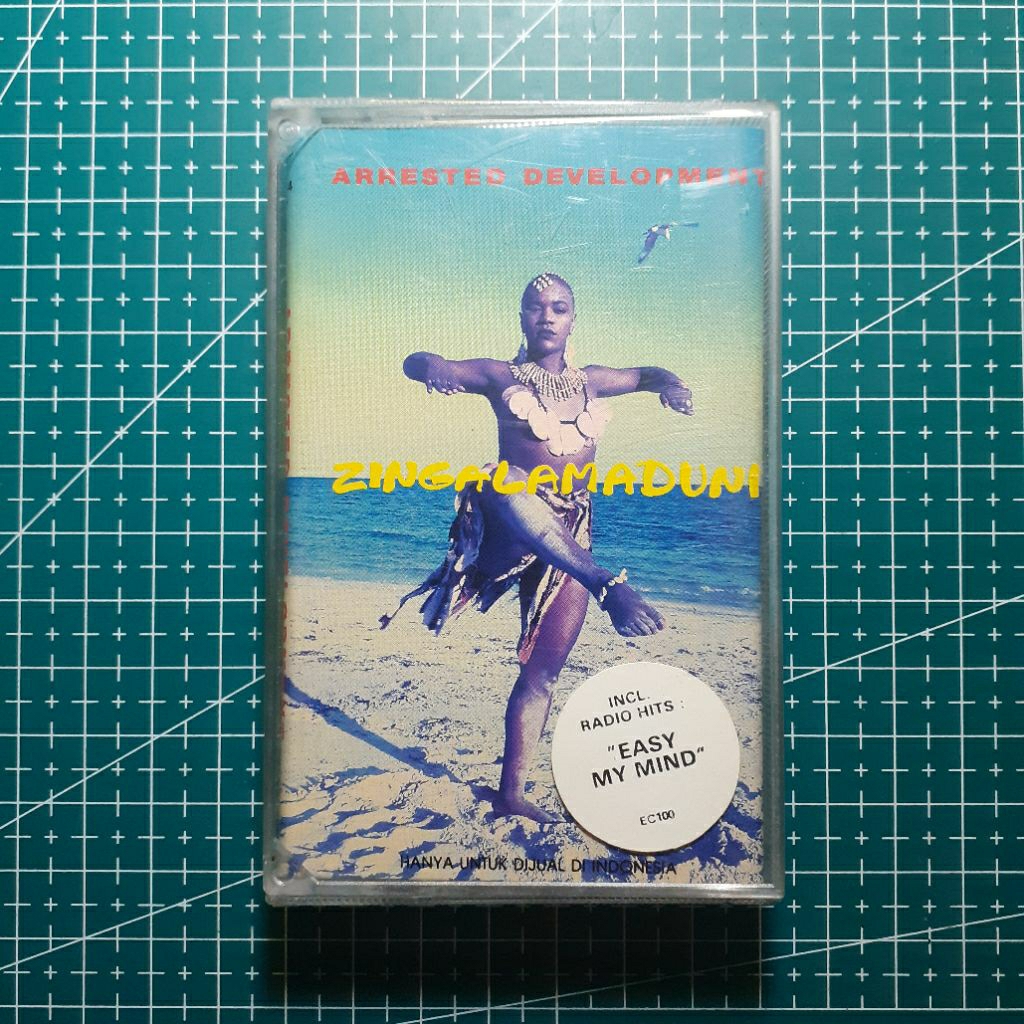 ARRESTED DEVELOPMENT
ZINGALAMADUNI
INCL.
RADIO HITS :
"EASY
MY MIND"
EC100
HANYA UNTUK DIJUAL DI INDONESIA